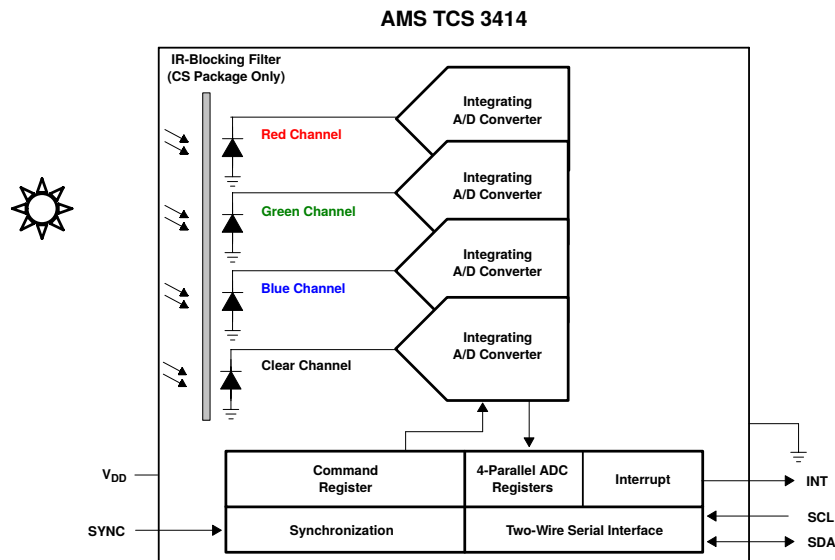 AMS TCS 3414
IR-Blocking Filter
(CS Package Only)
Integrating
A/D Converter
Red Channel
Integrating
A/D Converter
Green Channel
Integrating
A/D Converter
Blue Channel
Integrating
A/D Converter
Clear Channel
VDD
Command
Register
4-Parallel ADC
Registers
Interrupt
INT
SYNC
Synchronization
Two-Wire Serial Interface
SCL
SDA